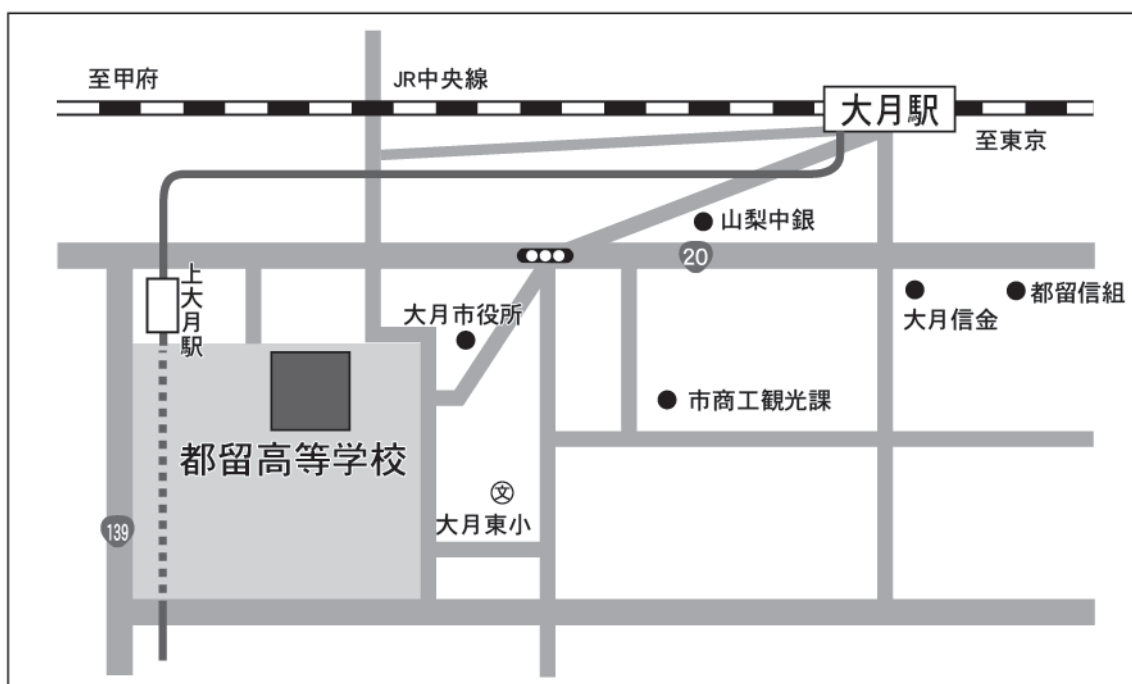 至甲府
JR中央線
大月駅
至東京
山梨中銀
20
上大月駅
大月市役所
大月信金
都留信組
市商工観光課
都留高等学校
文
大月東小
139